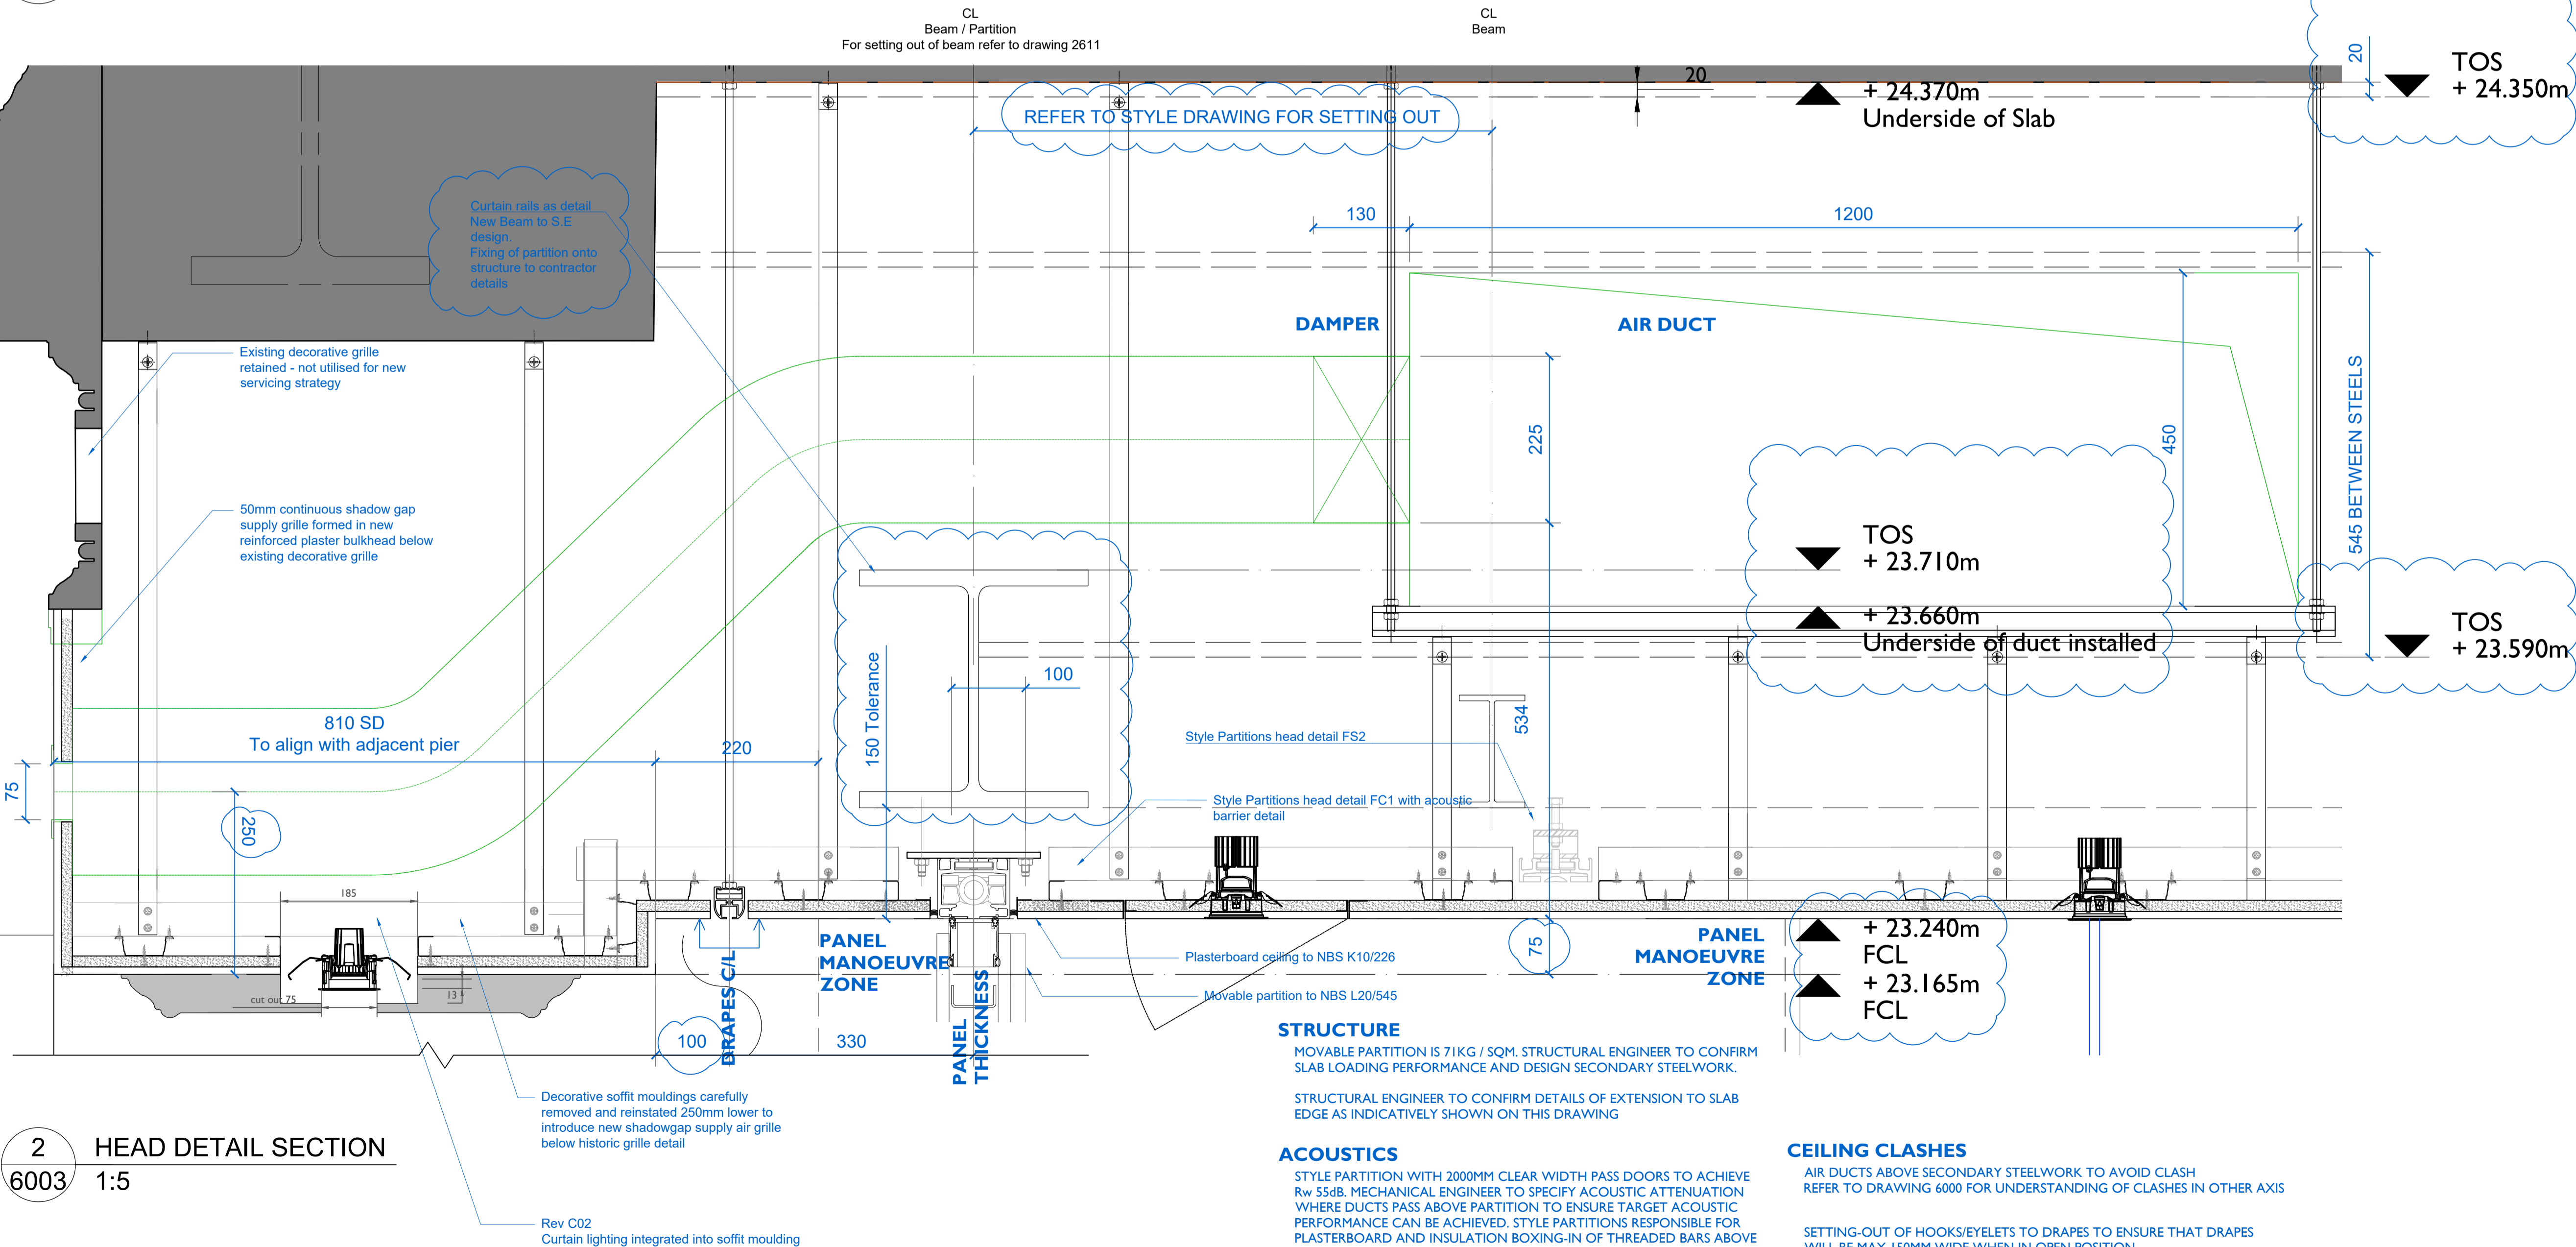 CL
Beam / Partition
For setting out of beam refer to drawing 2611
CL
Beam
20
TOS
+ 24.350m
20
+ 24.370m
Underside of Slab
REFER TO STYLE DRAWING FOR SETTING OUT
Curtain rails as detail
New Beam to S.E
design.
Fixing of partition onto
structure to contractor
details
130
1200
DAMPER
AIR DUCT
Existing decorative grille
retained - not utilised for new
servicing strategy
225
450
545 BETWEEN STEELS
50mm continuous shadow gap
supply grille formed in new
reinforced plaster bulkhead below
existing decorative grille
TOS
+ 23.710m
+ 23.660m
Underside of duct installed
TOS
+ 23.590m
100
150 Tolerance
534
810 SD
To align with adjacent pier
220
Style Partitions head detail FS2
75
250
Style Partitions head detail FC1 with acoustic
barrier detail
185
cut out 75
13
DRAPES C/L
PANEL
MANOEUVRE
ZONE
PANEL
THICKNESS
Plasterboard ceiling to NBS K10/226
Movable partition to NBS L20/545
75
PANEL
MANOEUVRE
ZONE
+ 23.240m
FCL
+ 23.165m
FCL
100
330
STRUCTURE
MOVABLE PARTITION IS 71KG / SQM. STRUCTURAL ENGINEER TO CONFIRM
SLAB LOADING PERFORMANCE AND DESIGN SECONDARY STEELWORK.
STRUCTURAL ENGINEER TO CONFIRM DETAILS OF EXTENSION TO SLAB
EDGE AS INDICATIVELY SHOWN ON THIS DRAWING
Decorative soffit mouldings carefully
removed and reinstated 250mm lower to
introduce new shadowgap supply air grille
below historic grille detail
2
6003
HEAD DETAIL SECTION
1:5
ACOUSTICS
STYLE PARTITION WITH 2000MM CLEAR WIDTH PASS DOORS TO ACHIEVE
Rw 55dB. MECHANICAL ENGINEER TO SPECIFY ACOUSTIC ATTENUATION
WHERE DUCTS PASS ABOVE PARTITION TO ENSURE TARGET ACOUSTIC
PERFORMANCE CAN BE ACHIEVED. STYLE PARTITIONS RESPONSIBLE FOR
PLASTERBOARD AND INSULATION BOXING-IN OF THREADED BARS ABOVE
CEILING CLASHES
AIR DUCTS ABOVE SECONDARY STEELWORK TO AVOID CLASH
REFER TO DRAWING 6000 FOR UNDERSTANDING OF CLASHES IN OTHER AXIS
SETTING-OUT OF HOOKS/EYELETS TO DRAPES TO ENSURE THAT DRAPES
WILL BE MAX 150MM WIDE WHEN IN OPEN POSITION
Rev C02
Curtain lighting integrated into soffit moulding